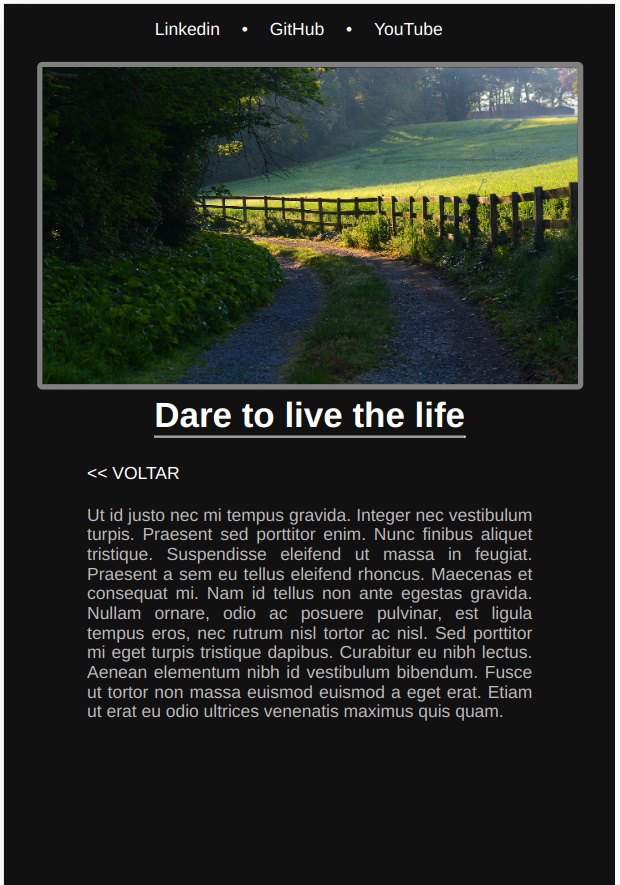 Linkedin • GitHub • YouTube
Dare to live the life
<< VOLTAR
Ut id justo nec mi tempus gravida. Integer nec vestibulum
turpis. Praesent sed porttitor enim. Nunc finibus aliquet
tristique. Suspendisse eleifend ut massa in feugiat.
Praesent a sem eu tellus eleifend rhoncus. Maecenas et
consequat mi. Nam id tellus non ante egestas gravida.
Nullam ornare, odio ac posuere pulvinar, est ligula
tempus eros, nec rutrum nisl tortor ac nisl. Sed porttitor
mi eget turpis tristique dapibus. Curabitur eu nibh lectus.
Aenean elementum nibh id vestibulum bibendum. Fusce
ut tortor non massa euismod euismod a eget erat. Etiam
ut erat eu odio ultrices venenatis maximus quis quam.